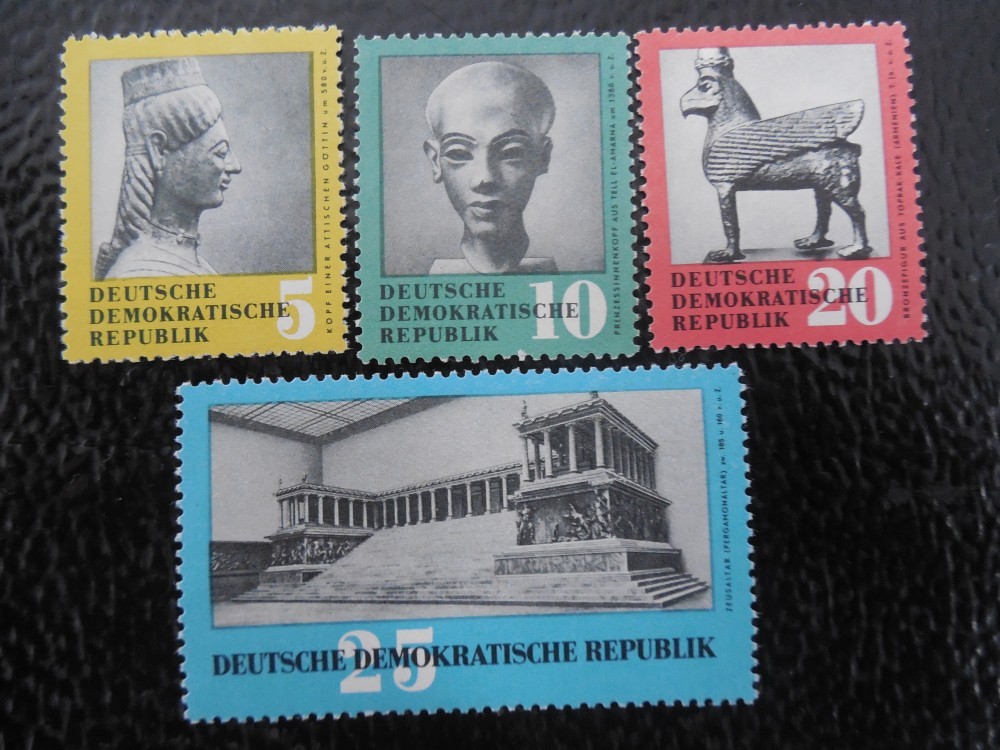 KOPF EINER ATTISCHEN GÖTTIN um 580 v. u. Z.
DEUTSCHE
DEMOKRATISCHE
REPUBLIK
5
PRINZESSINNENKOPF AUS TELL EL-AMARNA um 1360 v. u. Z.
DEUTSCHE
DEMOKRATISCHE
REPUBLIK
10
BRONZEFIGUR AUS TOPRAK-KALE (ARMENIEN) 7. Jh. v. u. Z.
DEUTSCHE
DEMOKRATISCHE
REPUBLIK
20
ZEUSALTAR (PERGAMONALTAR) zw. 180 u. 160 v. u. Z.
25
DEUTSCHE DEMOKRATISCHE REPUBLIK